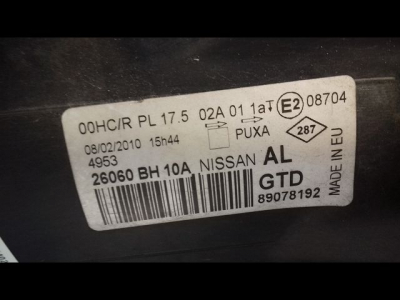 00HC/R PL 17.5 02A 01 1aT E2 08704
08/02/2010 15h44 PUXA 287
4953
26060 BH 10A NISSAN AL
GTD
89078192
MADE IN EU